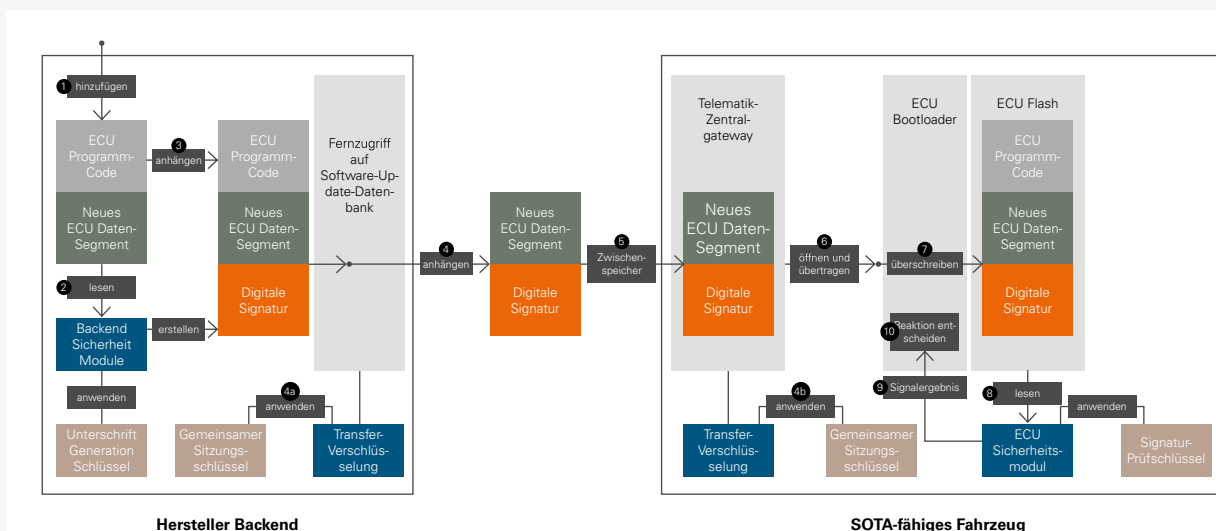 1
hinzufügen
ECU
Programm-
Code
Neues
ECU Daten-
Segment
2
lesen
Backend
Sicherheit
Module
anwenden
Unterschrift
Generation
Schlüssel
3
anhängen
erstellen
ECU
Programm-
Code
Neues
ECU Daten-
Segment
Digitale
Signatur
Fernzugriff
auf
Software-Up-
date-Daten-
bank
4a
anwenden
Gemeinsamer
Sitzungs-
schlüssel
Transfer-
Verschlüs-
selung
Hersteller Backend
4
anhängen
Neues
ECU Daten-
Segment
Digitale
Signatur
5
Zwischen-
speicher
Telematik-
Zentral-
gateway
Neues
ECU Daten-
Segment
Digitale
Signatur
4b
anwenden
Transfer-
Verschlüs-
selung
Gemeinsamer
Sitzungs-
schlüssel
6
öffnen und
übertragen
ECU
Bootloader
7
überschreiben
10
Reaktion ent-
scheiden
9
Signalergebnis
ECU Flash
ECU
Programm-
Code
Neues
ECU Daten-
Segment
Digitale
Signatur
8
lesen
anwenden
ECU
Sicherheits-
modul
Signatur-
Prüfschlüssel
SOTA-fähiges Fahrzeug